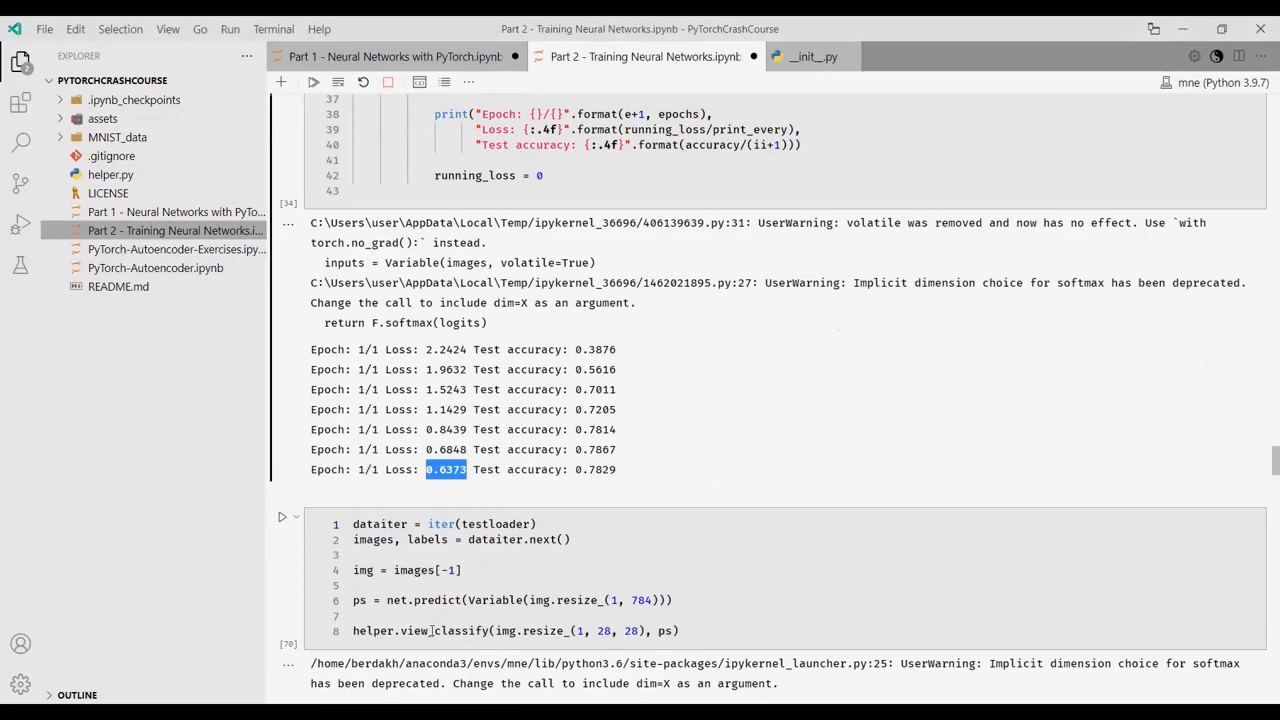 File Edit Selection View Go Run Terminal Help
Part 2 - Training Neural Networks.ipynb - PyTorchCrashCourse
EXPLORER
Part 1 - Neural Networks with PyTorch.ipynb
Part 2 - Training Neural Networks.ipynb
__init__.py
PYTORCHCRASHCOURSE
mne (Python 3.9.7)
.ipynb_checkpoints
assets
MNIST_data
.gitignore
helper.py
LICENSE
Part 1 - Neural Networks with PyTo...
Part 2 - Training Neural Networks.i...
PyTorch-Autoencoder-Exercises.ipy...
PyTorch-Autoencoder.ipynb
README.md
OUTLINE
37
38 print("Epoch: {}/{}".format(e+1, epochs),
39 "Loss: {:.4f}".format(running_loss/print_every),
40 "Test accuracy: {:.4f}".format(accuracy/(ii+1)))
41
42 running_loss = 0
43
[34]
C:\Users\user\AppData\Local\Temp/ipykernel_36696/406139639.py:31: UserWarning: volatile was removed and now has no effect. Use `with
torch.no_grad():` instead.
inputs = Variable(images, volatile=True)
C:\Users\user\AppData\Local\Temp/ipykernel_36696/1462021895.py:27: UserWarning: Implicit dimension choice for softmax has been deprecated.
Change the call to include dim=X as an argument.
return F.softmax(logits)
Epoch: 1/1 Loss: 2.2424 Test accuracy: 0.3876
Epoch: 1/1 Loss: 1.9632 Test accuracy: 0.5616
Epoch: 1/1 Loss: 1.5243 Test accuracy: 0.7011
Epoch: 1/1 Loss: 1.1429 Test accuracy: 0.7205
Epoch: 1/1 Loss: 0.8439 Test accuracy: 0.7814
Epoch: 1/1 Loss: 0.6848 Test accuracy: 0.7867
Epoch: 1/1 Loss: 0.6373 Test accuracy: 0.7829
1 dataiter = iter(testloader)
2 images, labels = dataiter.next()
3
4 img = images[-1]
5
6 ps = net.predict(Variable(img.resize_(1, 784)))
7
8 helper.view_classify(img.resize_(1, 28, 28), ps)
[70]
/home/berdakh/anaconda3/envs/mne/lib/python3.6/site-packages/ipykernel_launcher.py:25: UserWarning: Implicit dimension choice for softmax
has been deprecated. Change the call to include dim=X as an argument.